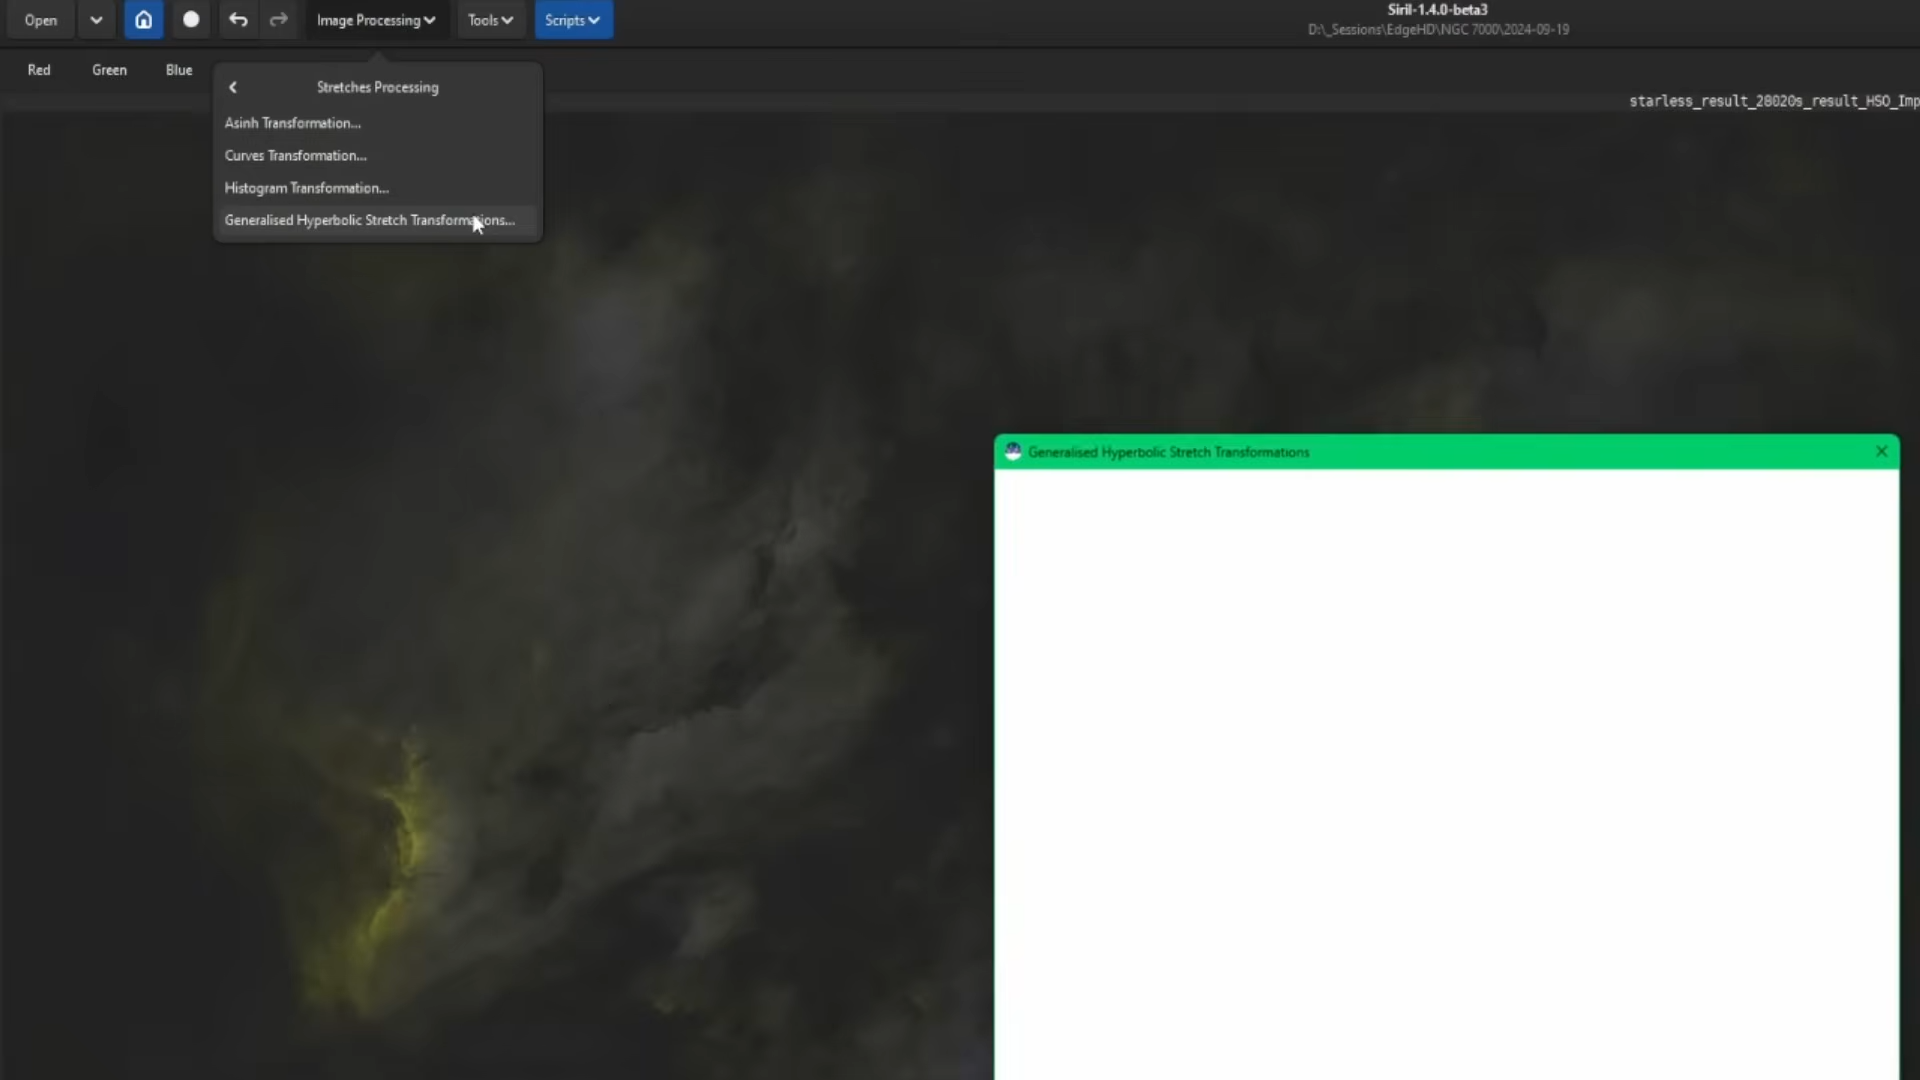 Open
Image Processing
Tools
Scripts
Siril-1.4.0-beta3
D:\_Sessions\EdgeHD\NGC 7000\2024-09-19
Red
Green
Blue
Stretches Processing
Asinh Transformation...
Curves Transformation...
Histogram Transformation...
Generalised Hyperbolic Stretch Transformations...
starless_result_28020s_result_HSO_Imp
Generalised Hyperbolic Stretch Transformations